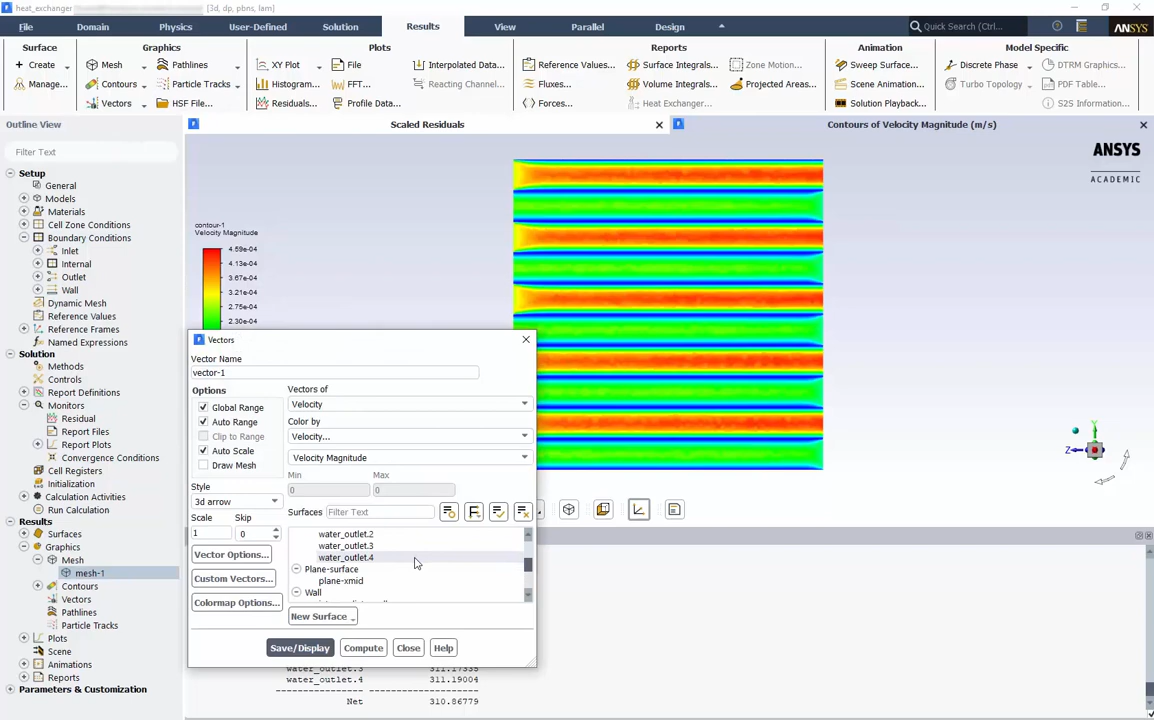 heat_exchanger [3d, dp, pbns, lam]
File Domain Physics User-Defined Solution Results View Parallel Design Quick Search (Ctrl... ANSYS
Surface Graphics Plots Reports Animation Model Specific
Create Mesh Pathlines XY Plot File Interpolated Data... Reference Values... Surface Integrals... Zone Motion... Sweep Surface... Discrete Phase DTRM Graphics...
Manage... Contours Particle Tracks Histogram... FFT... Reacting Channel... Fluxes... Volume Integrals... Projected Areas... Scene Animation... Turbo Topology PDF Table...
Vectors HSF File... Residuals... Profile Data... Forces... Heat Exchanger... Solution Playback... S2S Information...
Outline View
Filter Text
Setup
General
Models
Materials
Cell Zone Conditions
Boundary Conditions
Inlet
Internal
Outlet
Wall
Dynamic Mesh
Reference Values
Reference Frames
Named Expressions
Solution
Methods
Controls
Report Definitions
Monitors
Residual
Report Files
Report Plots
Convergence Conditions
Cell Registers
Initialization
Calculation Activities
Run Calculation
Results
Surfaces
Graphics
Mesh
mesh-1
Contours
Vectors
Pathlines
Particle Tracks
Plots
Scene
Animations
Reports
Parameters & Customization
Scaled Residuals
Contours of Velocity Magnitude (m/s)
ANSYS
ACADEMIC
contour-1
Velocity Magnitude
4.59e-04
4.13e-04
3.67e-04
3.21e-04
2.75e-04
2.30e-04
Y
Z
Vectors
Vector Name
vector-1
Options
Global Range
Auto Range
Clip to Range
Auto Scale
Draw Mesh
Style
3d arrow
Scale Skip
1 0
Vector Options...
Custom Vectors...
Colormap Options...
Vectors of
Velocity
Color by
Velocity...
Velocity Magnitude
Min Max
0 0
Surfaces Filter Text
water_outlet.2
water_outlet.3
water_outlet.4
Plane-surface
plane-xmid
Wall
New Surface
Save/Display Compute Close Help
water_outlet.3 311.17335
water_outlet.4 311.19004
---------------- --------------------
Net 310.86779